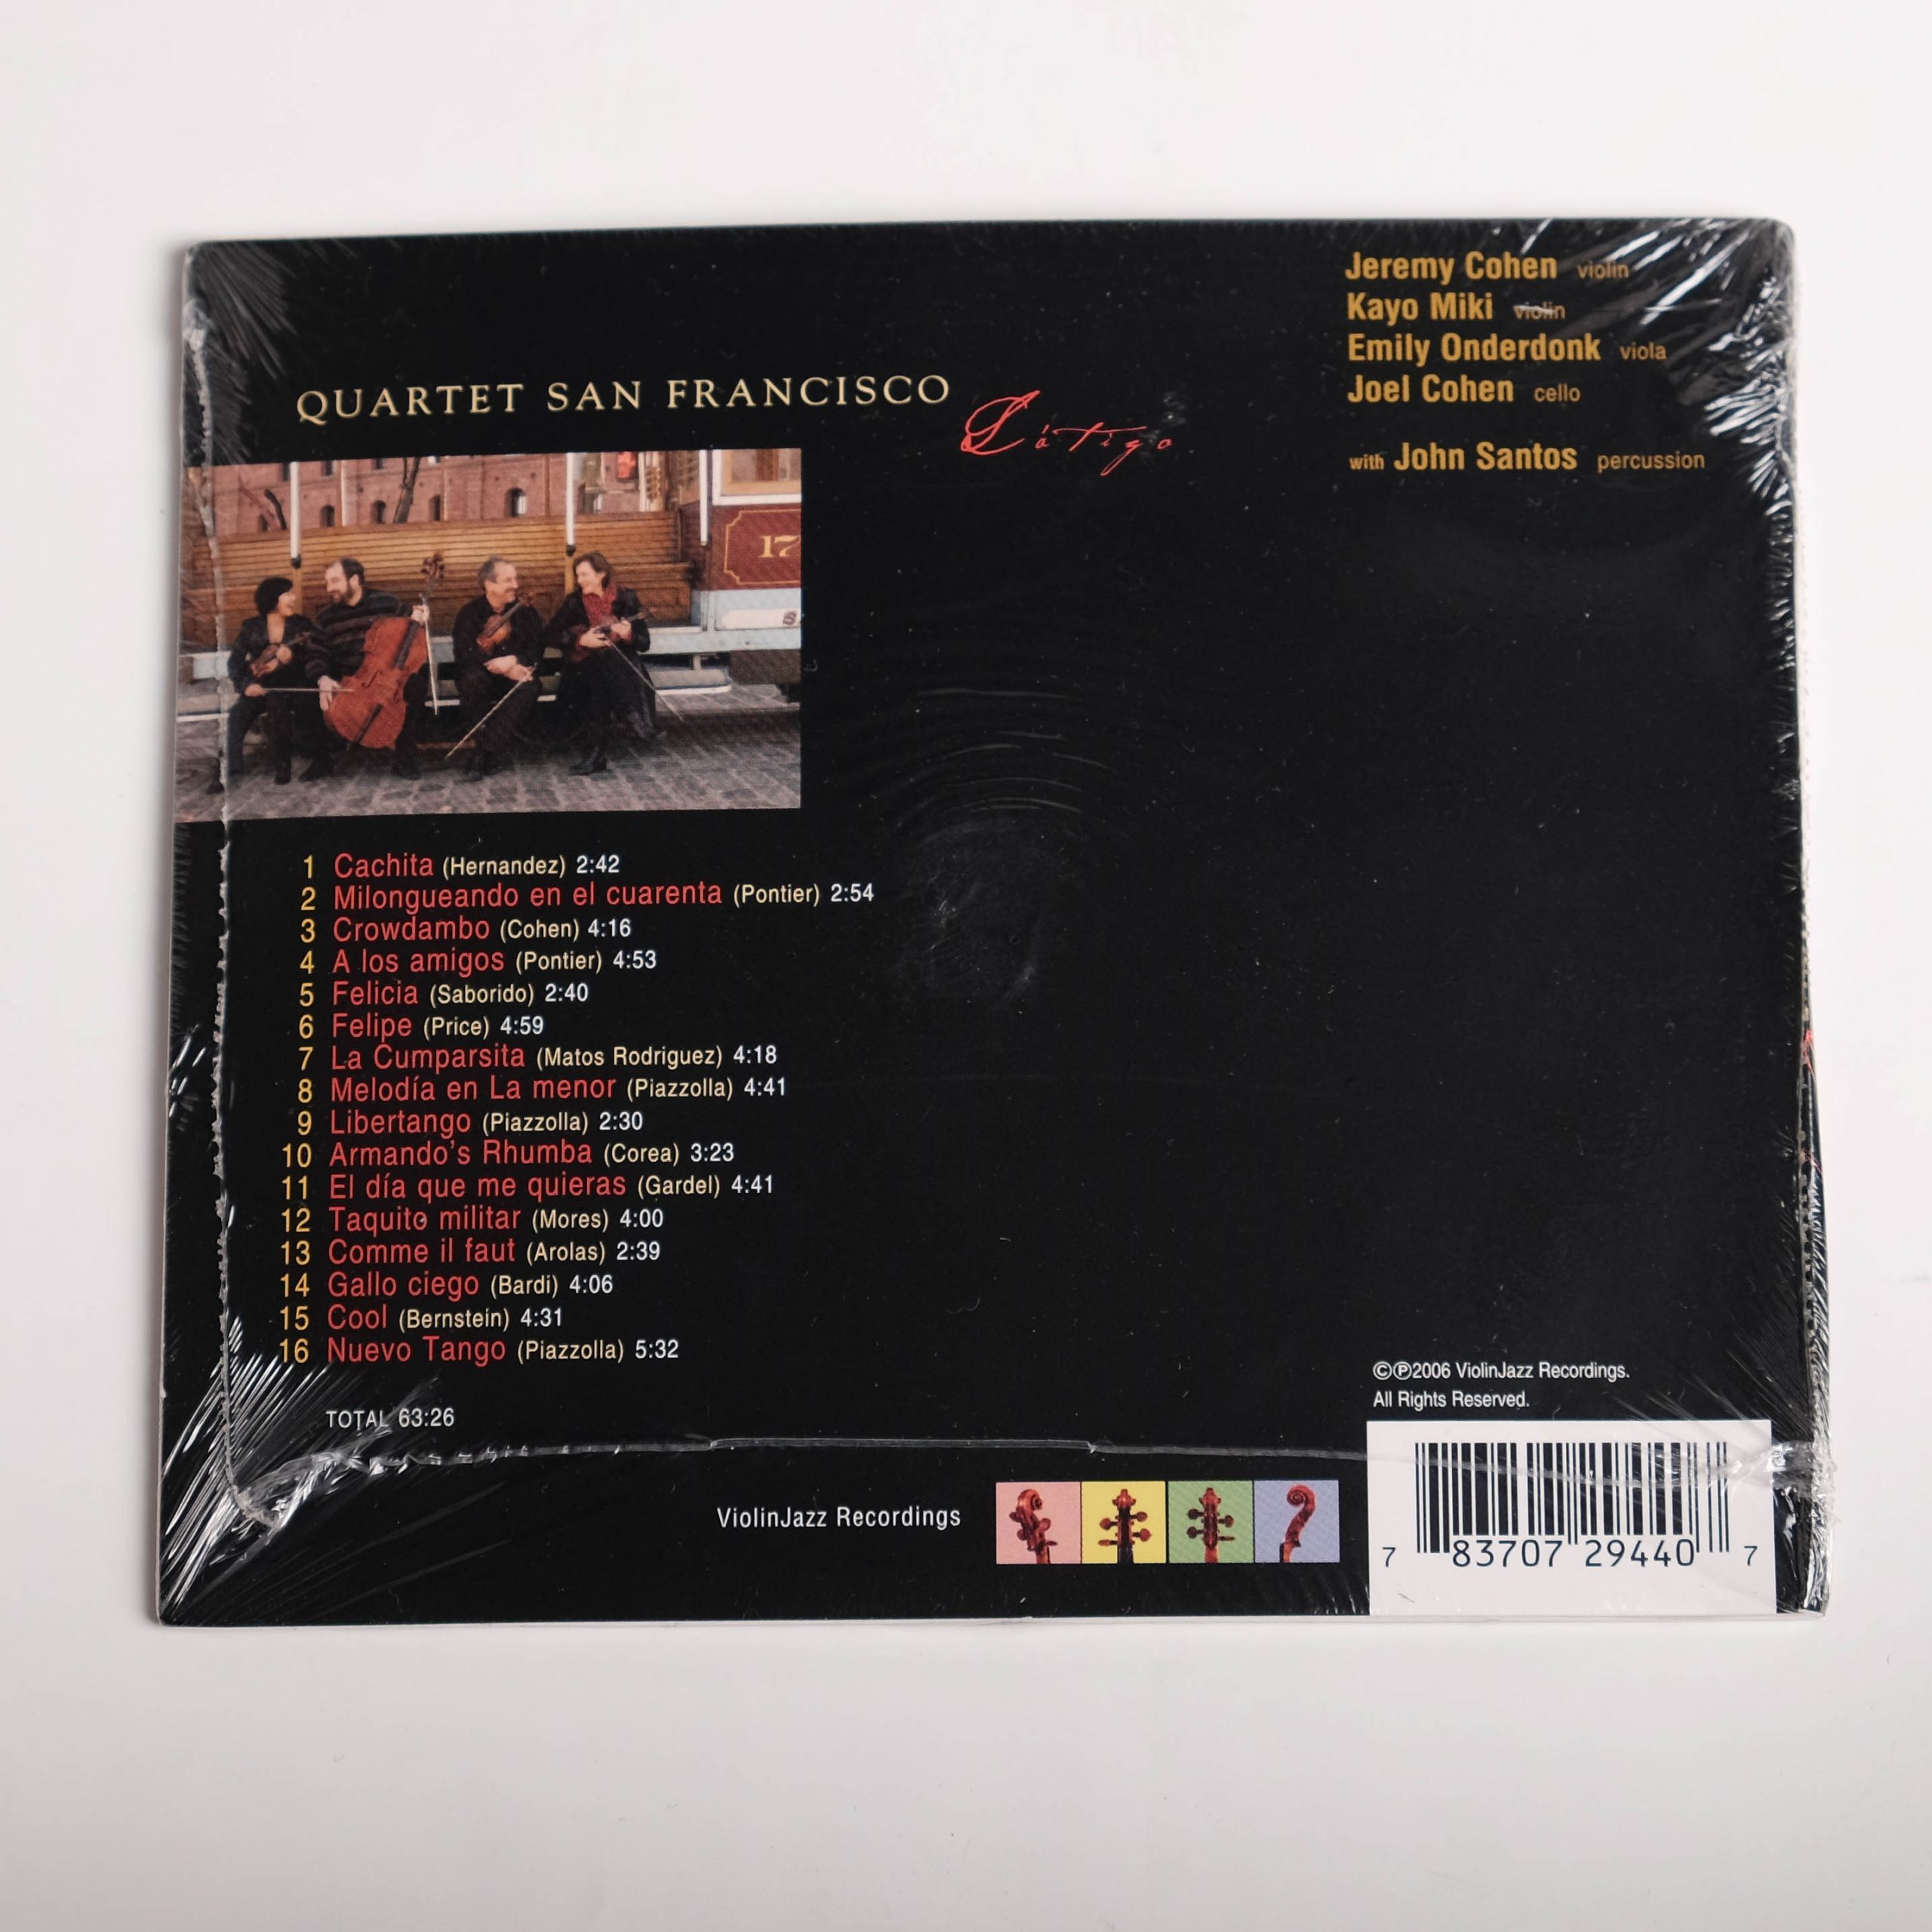 Jeremy Cohen violin
Kayo Miki violin
Emily Onderdonk viola
Joel Cohen cello
with John Santos percussion
QUARTET SAN FRANCISCO
Látigo
17
S
1 Cachita (Hernandez) 2:42
2 Milongueando en el cuarenta (Pontier) 2:54
3 Crowdambo (Cohen) 4:16
4 A los amigos (Pontier) 4:53
5 Felicia (Saborido) 2:40
6 Felipe (Price) 4:59
7 La Cumparsita (Matos Rodriguez) 4:18
8 Melodía en La menor (Piazzolla) 4:41
9 Libertango (Piazzolla) 2:30
10 Armando's Rhumba (Corea) 3:23
11 El día que me quieras (Gardel) 4:41
12 Taquito militar (Mores) 4:00
13 Comme il faut (Arolas) 2:39
14 Gallo ciego (Bardi) 4:06
15 Cool (Bernstein) 4:31
16 Nuevo Tango (Piazzolla) 5:32
TOTAL 63:26
©℗2006 ViolinJazz Recordings.
All Rights Reserved.
ViolinJazz Recordings
7 83707 29440 7